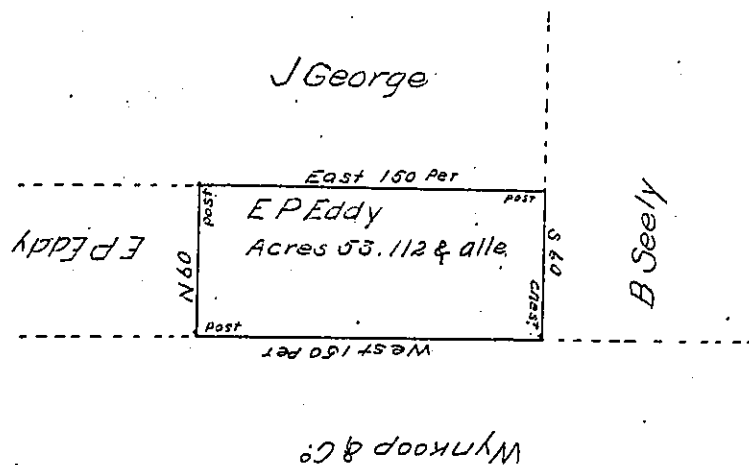 J George
East 150 Per
post
post
E P Eddy
Acres 53.112 & alle
E P Eddy
N 60
S 60
B Seely
chest.
post
West 150 per
Wynkoop & Co.